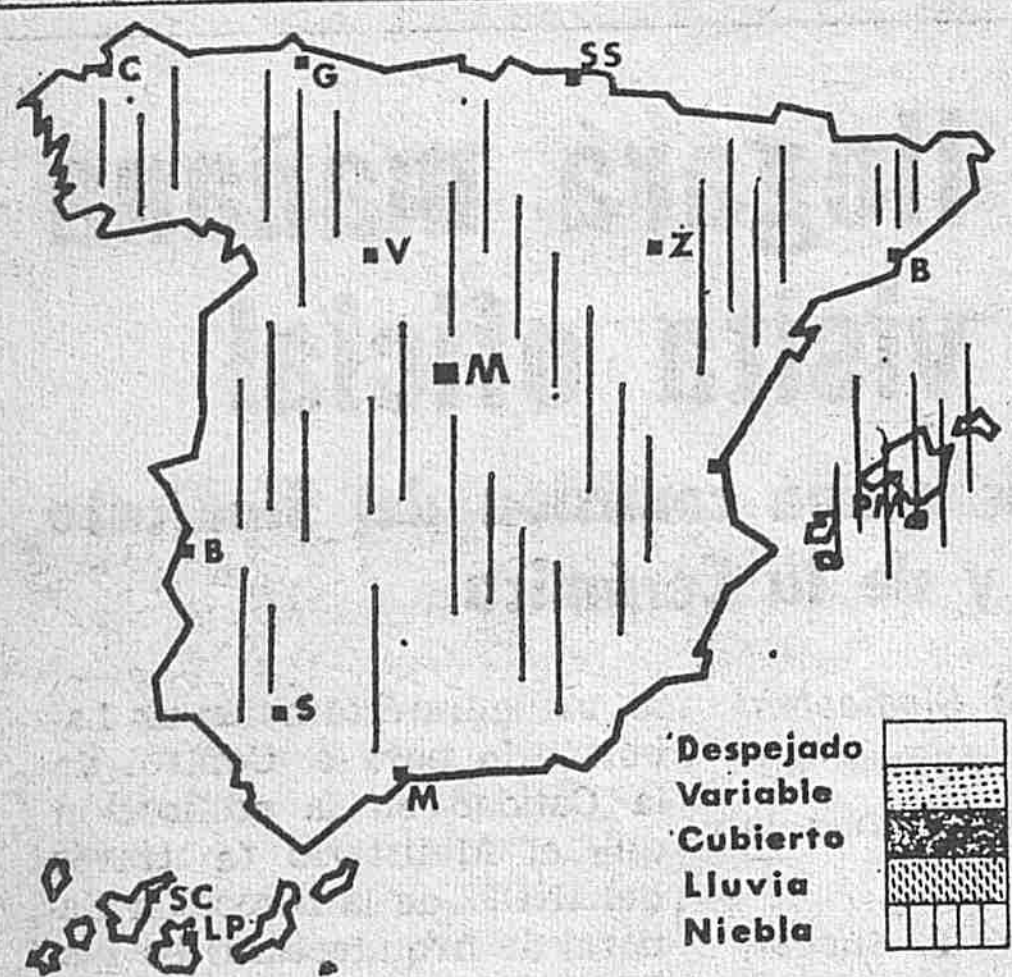 C
G
SS
V
Z
B
M
PM
B
S
M
SC
LP
Despejado
Variable
Cubierto
Lluvia
Niebla